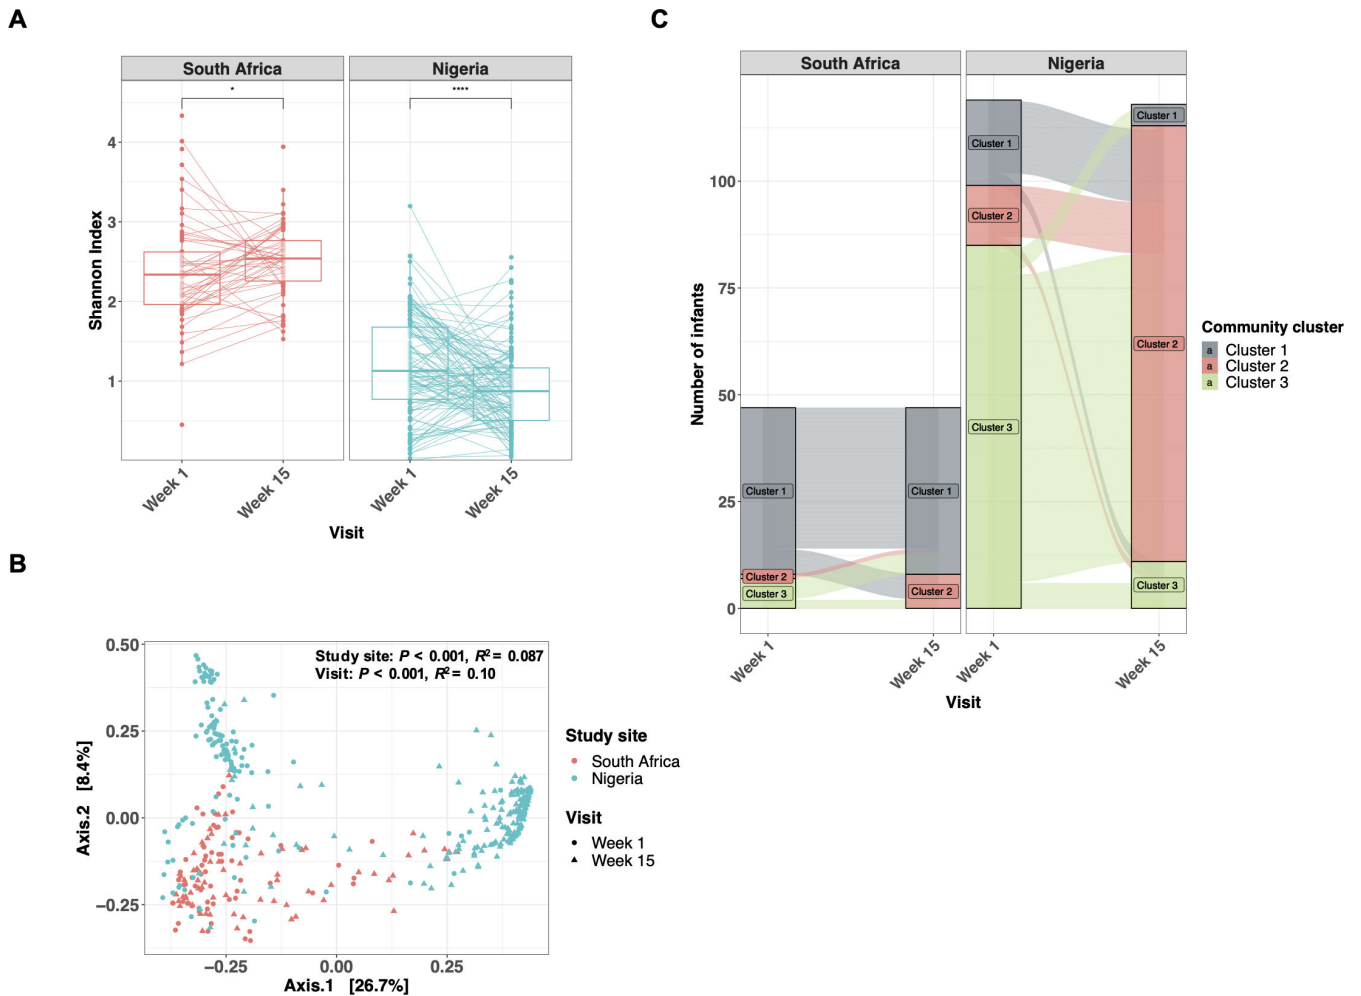 A
South Africa
Nigeria
*
****
4
3
2
1
Shannon Index
Week 1
Week 15
Week 1
Week 15
Visit
B
0.50
0.25
0.00
−0.25
Axis.2 [8.4%]
Study site: P < 0.001, R² = 0.087
Visit: P < 0.001, R² = 0.10
−0.25
0.00
0.25
Axis.1 [26.7%]
Study site
South Africa
Nigeria
Visit
Week 1
Week 15
C
South Africa
Nigeria
100
75
50
25
0
Number of infants
Cluster 1
Cluster 2
Cluster 3
Cluster 1
Cluster 2
Cluster 1
Cluster 2
Cluster 3
Cluster 1
Cluster 2
Cluster 3
Week 1
Week 15
Week 1
Week 15
Visit
Community cluster
a Cluster 1
a Cluster 2
a Cluster 3